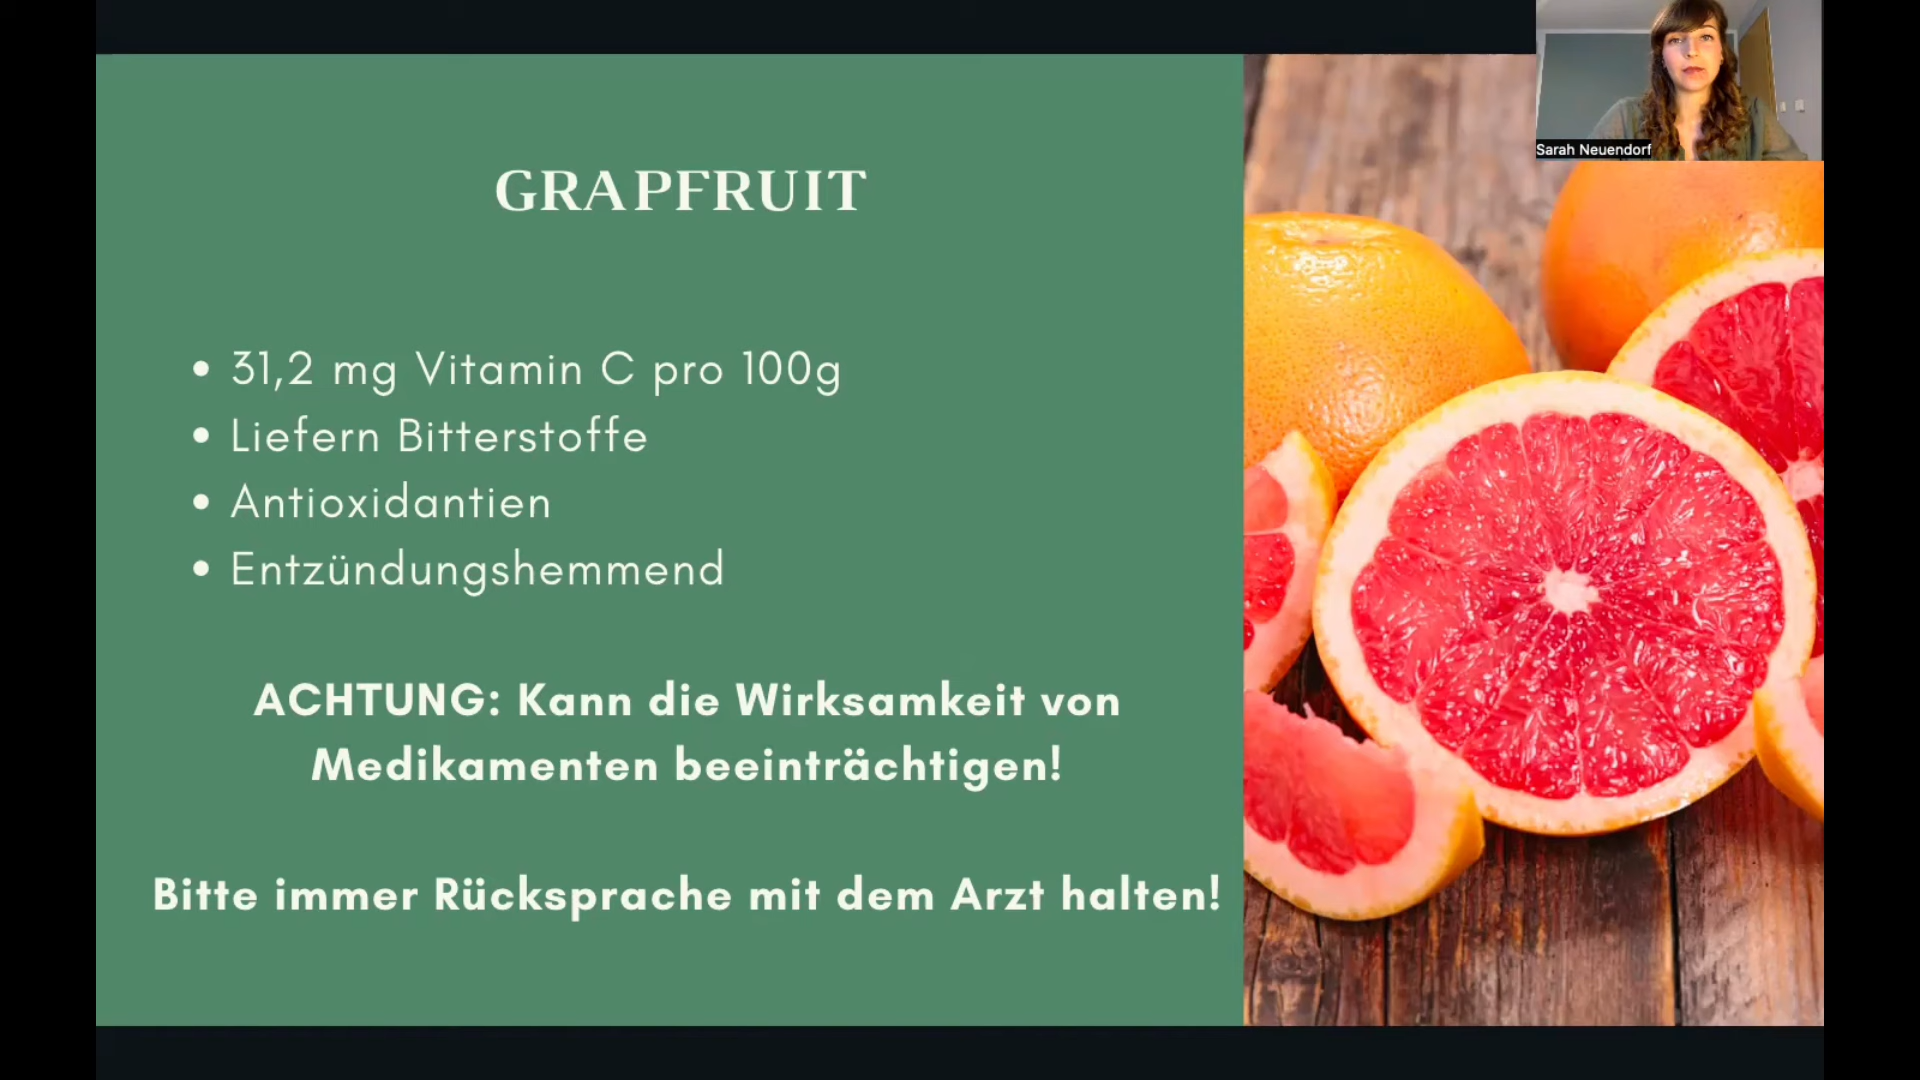 Sarah Neuendorf
GRAPFRUIT
• 31,2 mg Vitamin C pro 100g
• Liefern Bitterstoffe
• Antioxidantien
• Entzündungshemmend
ACHTUNG: Kann die Wirksamkeit von
Medikamenten beeinträchtigen!
Bitte immer Rücksprache mit dem Arzt halten!